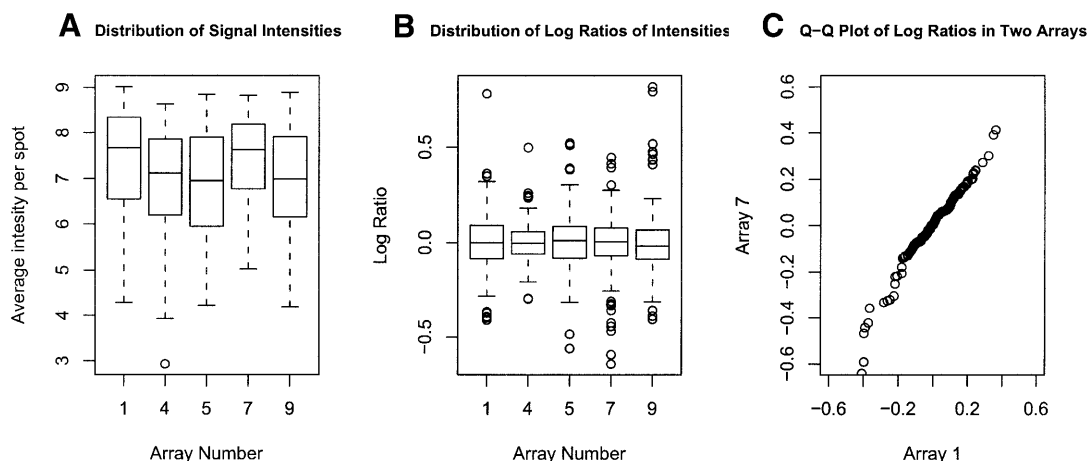 A Distribution of Signal Intensities
Average intesity per spot
9
8
7
6
5
4
3
1 4 5 7 9
Array Number
B Distribution of Log Ratios of Intensities
Log Ratio
0.5
0.0
−0.5
1 4 5 7 9
Array Number
C Q−Q Plot of Log Ratios in Two Arrays
Array 7
0.6
0.4
0.2
0.0
−0.2
−0.4
−0.6
−0.6 −0.2 0.2 0.6
Array 1